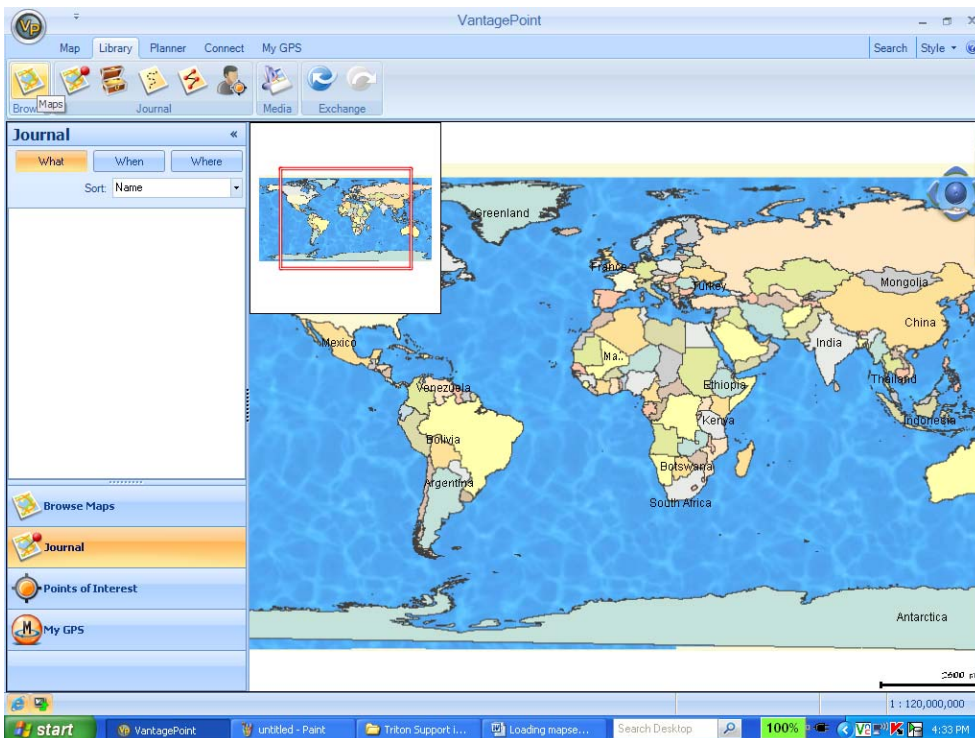 VantagePoint
Vp
Map Library Planner Connect My GPS Search Style
Maps
Journal Media Exchange
Journal «
What When Where
Sort: Name
Browse Maps
Journal
Points of Interest
My GPS
Greenland
France
Turkey
Mongolia
China
India
Mexico
Ma..
Thailand
Venezuela
Ethiopia
Kenya
Indonesia
Bolivia
Botswana
Argentina
South Africa
Antarctica
1 : 120,000,000
start VantagePoint untitled - Paint Triton Support i... Loading mapse... Search Desktop 100% 4:33 PM